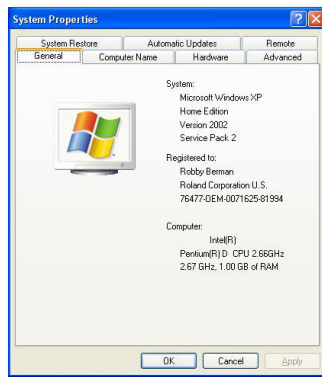 System Properties
System Restore Automatic Updates Remote
General Computer Name Hardware Advanced
System:
Microsoft Windows XP
Home Edition
Version 2002
Service Pack 2
Registered to:
Robby Berman
Roland Corporation U.S.
76477-OEM-0071625-81994
Computer:
Intel(R)
Pentium(R) D CPU 2.66GHz
2.67 GHz, 1.00 GB of RAM
OK Cancel Apply